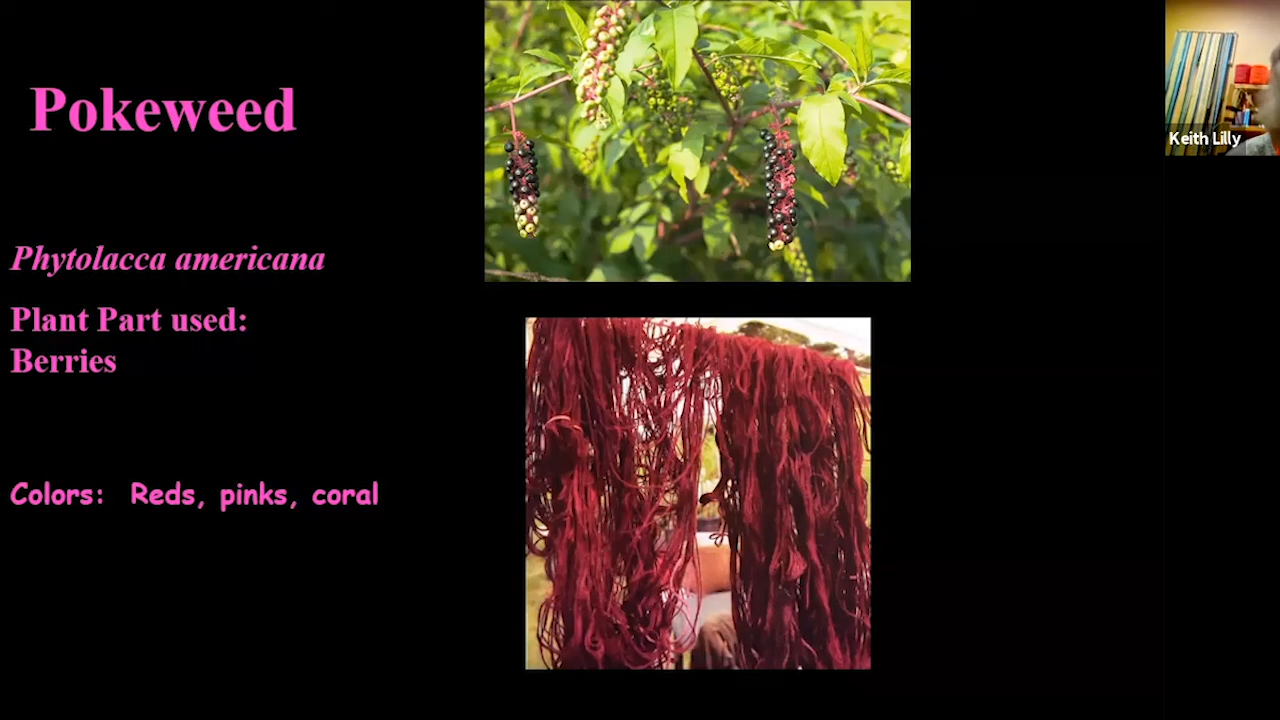 Pokeweed
Phytolacca americana
Plant Part used:
Berries
Colors: Reds, pinks, coral
Keith Lilly